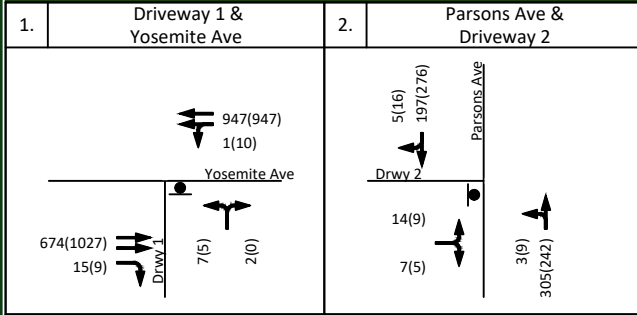 1.
Driveway 1 &
Yosemite Ave
2.
Parsons Ave &
Driveway 2
947(947)
1(10)
Yosemite Ave
674(1027)
15(9)
Drwy 1
7(5)
2(0)
5(16)
197(276)
Parsons Ave
Drwy 2
14(9)
7(5)
3(9)
305(242)